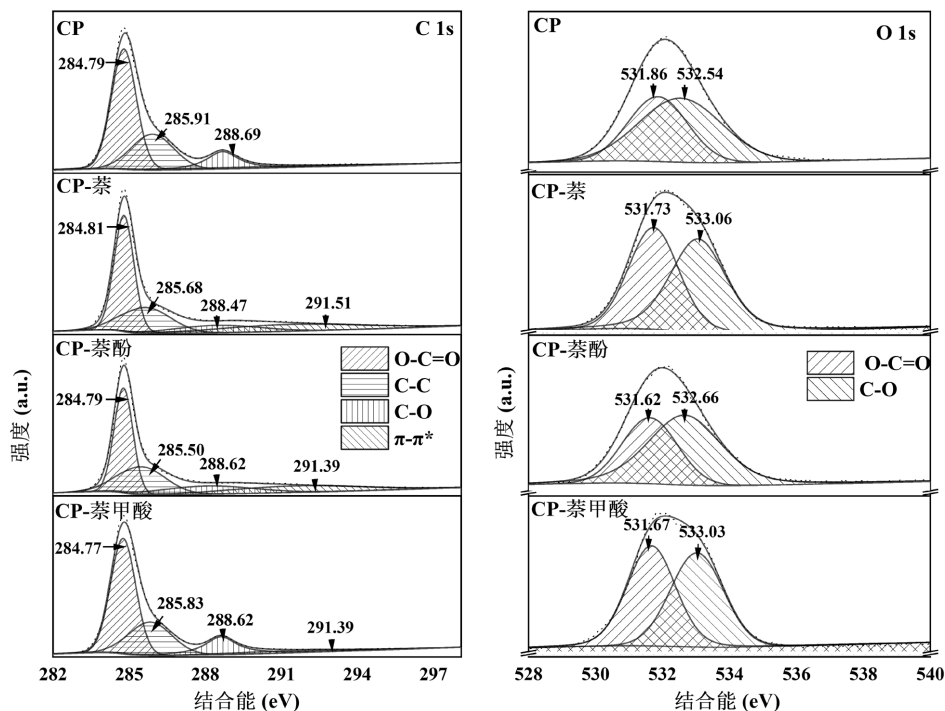 CP
C 1s
284.79
285.91
288.69
CP-萘
284.81
285.68
288.47
291.51
CP-萘酚
O-C=O
C-C
C-O
π-π*
284.79
285.50
288.62
291.39
CP-萘甲酸
284.77
285.83
288.62
291.39
强度 (a.u.)
282 285 288 291 294 297
结合能 (eV)
CP
O 1s
531.86 532.54
CP-萘
531.73
533.06
CP-萘酚
O-C=O
C-O
531.62 532.66
CP-萘甲酸
531.67
533.03
强度 (a.u.)
528 530 532 534 536 538 540
结合能 (eV)